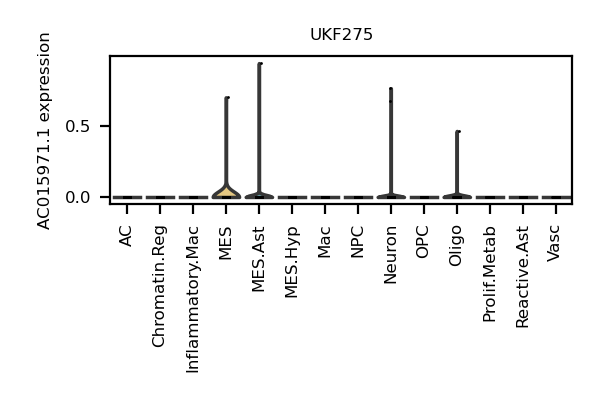 UKF275
AC015971.1 expression
0.5
0.0
AC
Chromatin.Reg
Inflammatory.Mac
MES
MES.Ast
MES.Hyp
Mac
NPC
Neuron
OPC
Oligo
Prolif.Metab
Reactive.Ast
Vasc